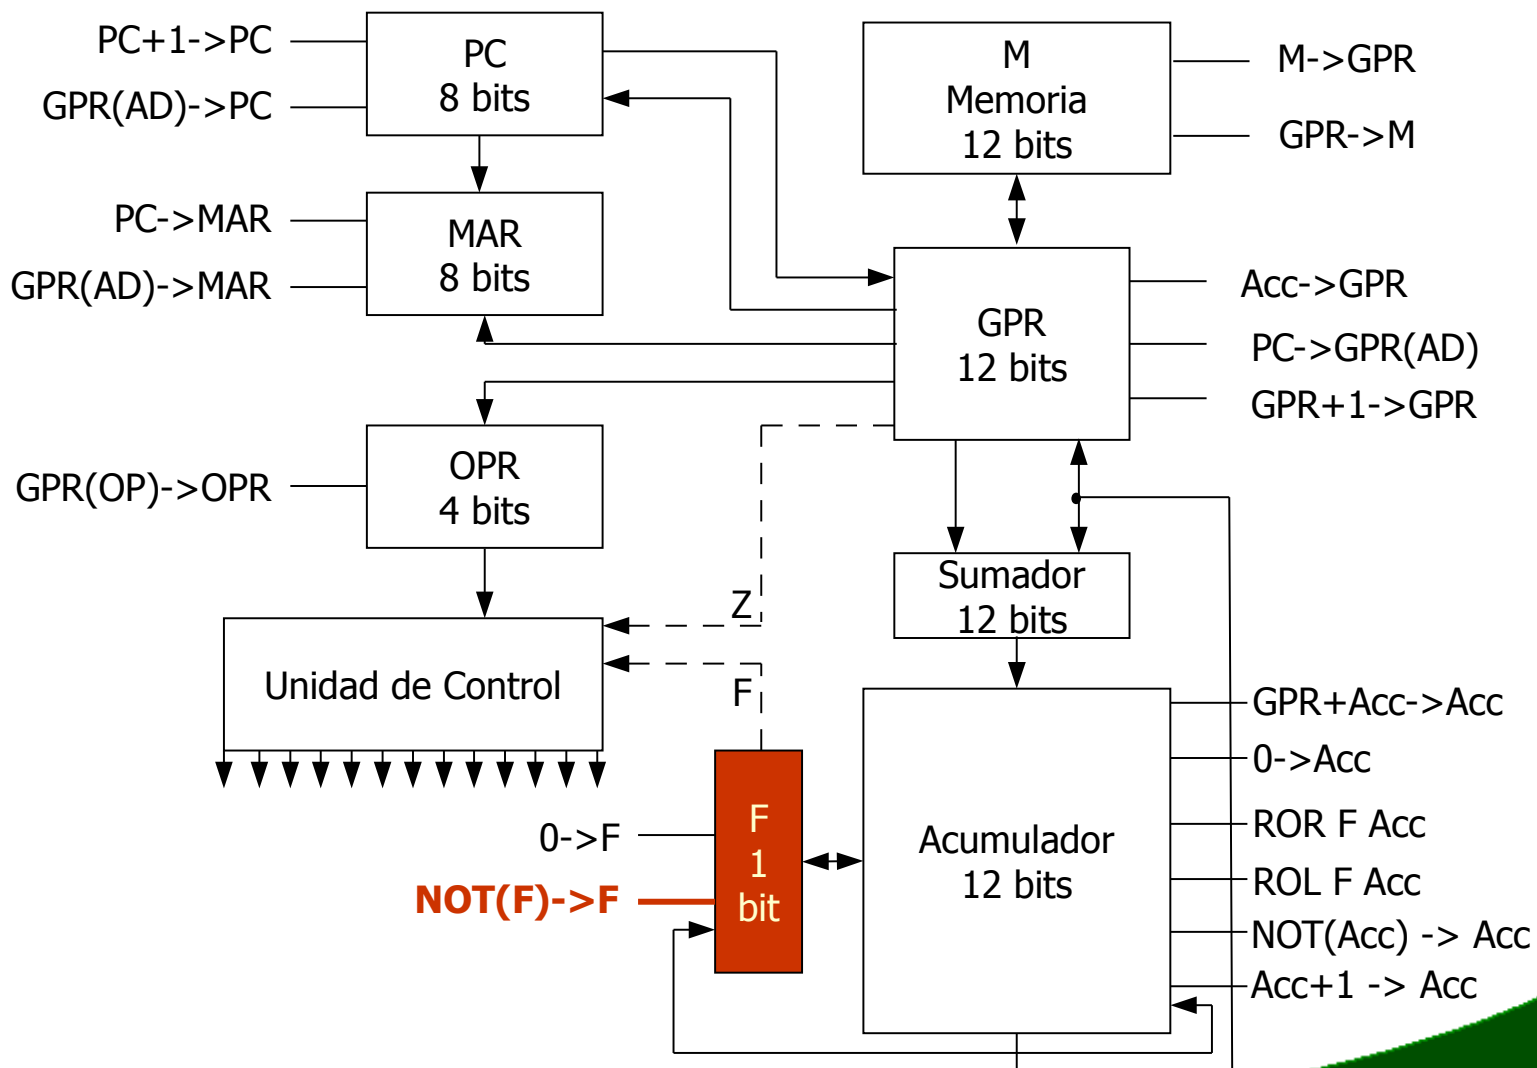 PC+1->PC
GPR(AD)->PC
PC
8 bits
M
Memoria
12 bits
M->GPR
GPR->M
PC->MAR
GPR(AD)->MAR
MAR
8 bits
GPR
12 bits
Acc->GPR
PC->GPR(AD)
GPR+1->GPR
GPR(OP)->OPR
OPR
4 bits
Sumador
12 bits
Z
F
Unidad de Control
0->F
NOT(F)->F
F
1
bit
Acumulador
12 bits
GPR+Acc->Acc
0->Acc
ROR F Acc
ROL F Acc
NOT(Acc) -> Acc
Acc+1 -> Acc